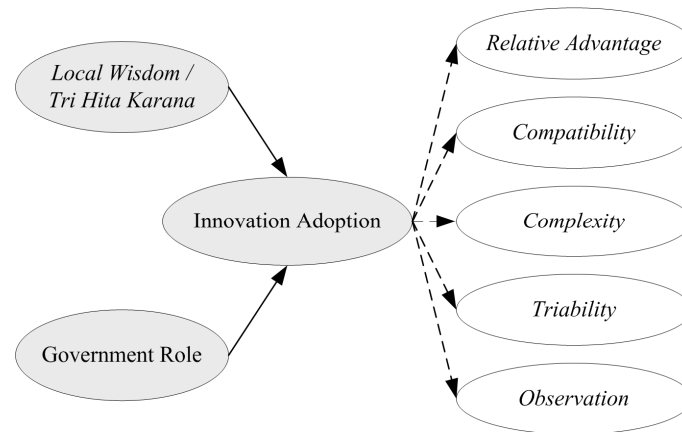 Local Wisdom /
Tri Hita Karana
Innovation Adoption
Government Role
Relative Advantage
Compatibility
Complexity
Triability
Observation